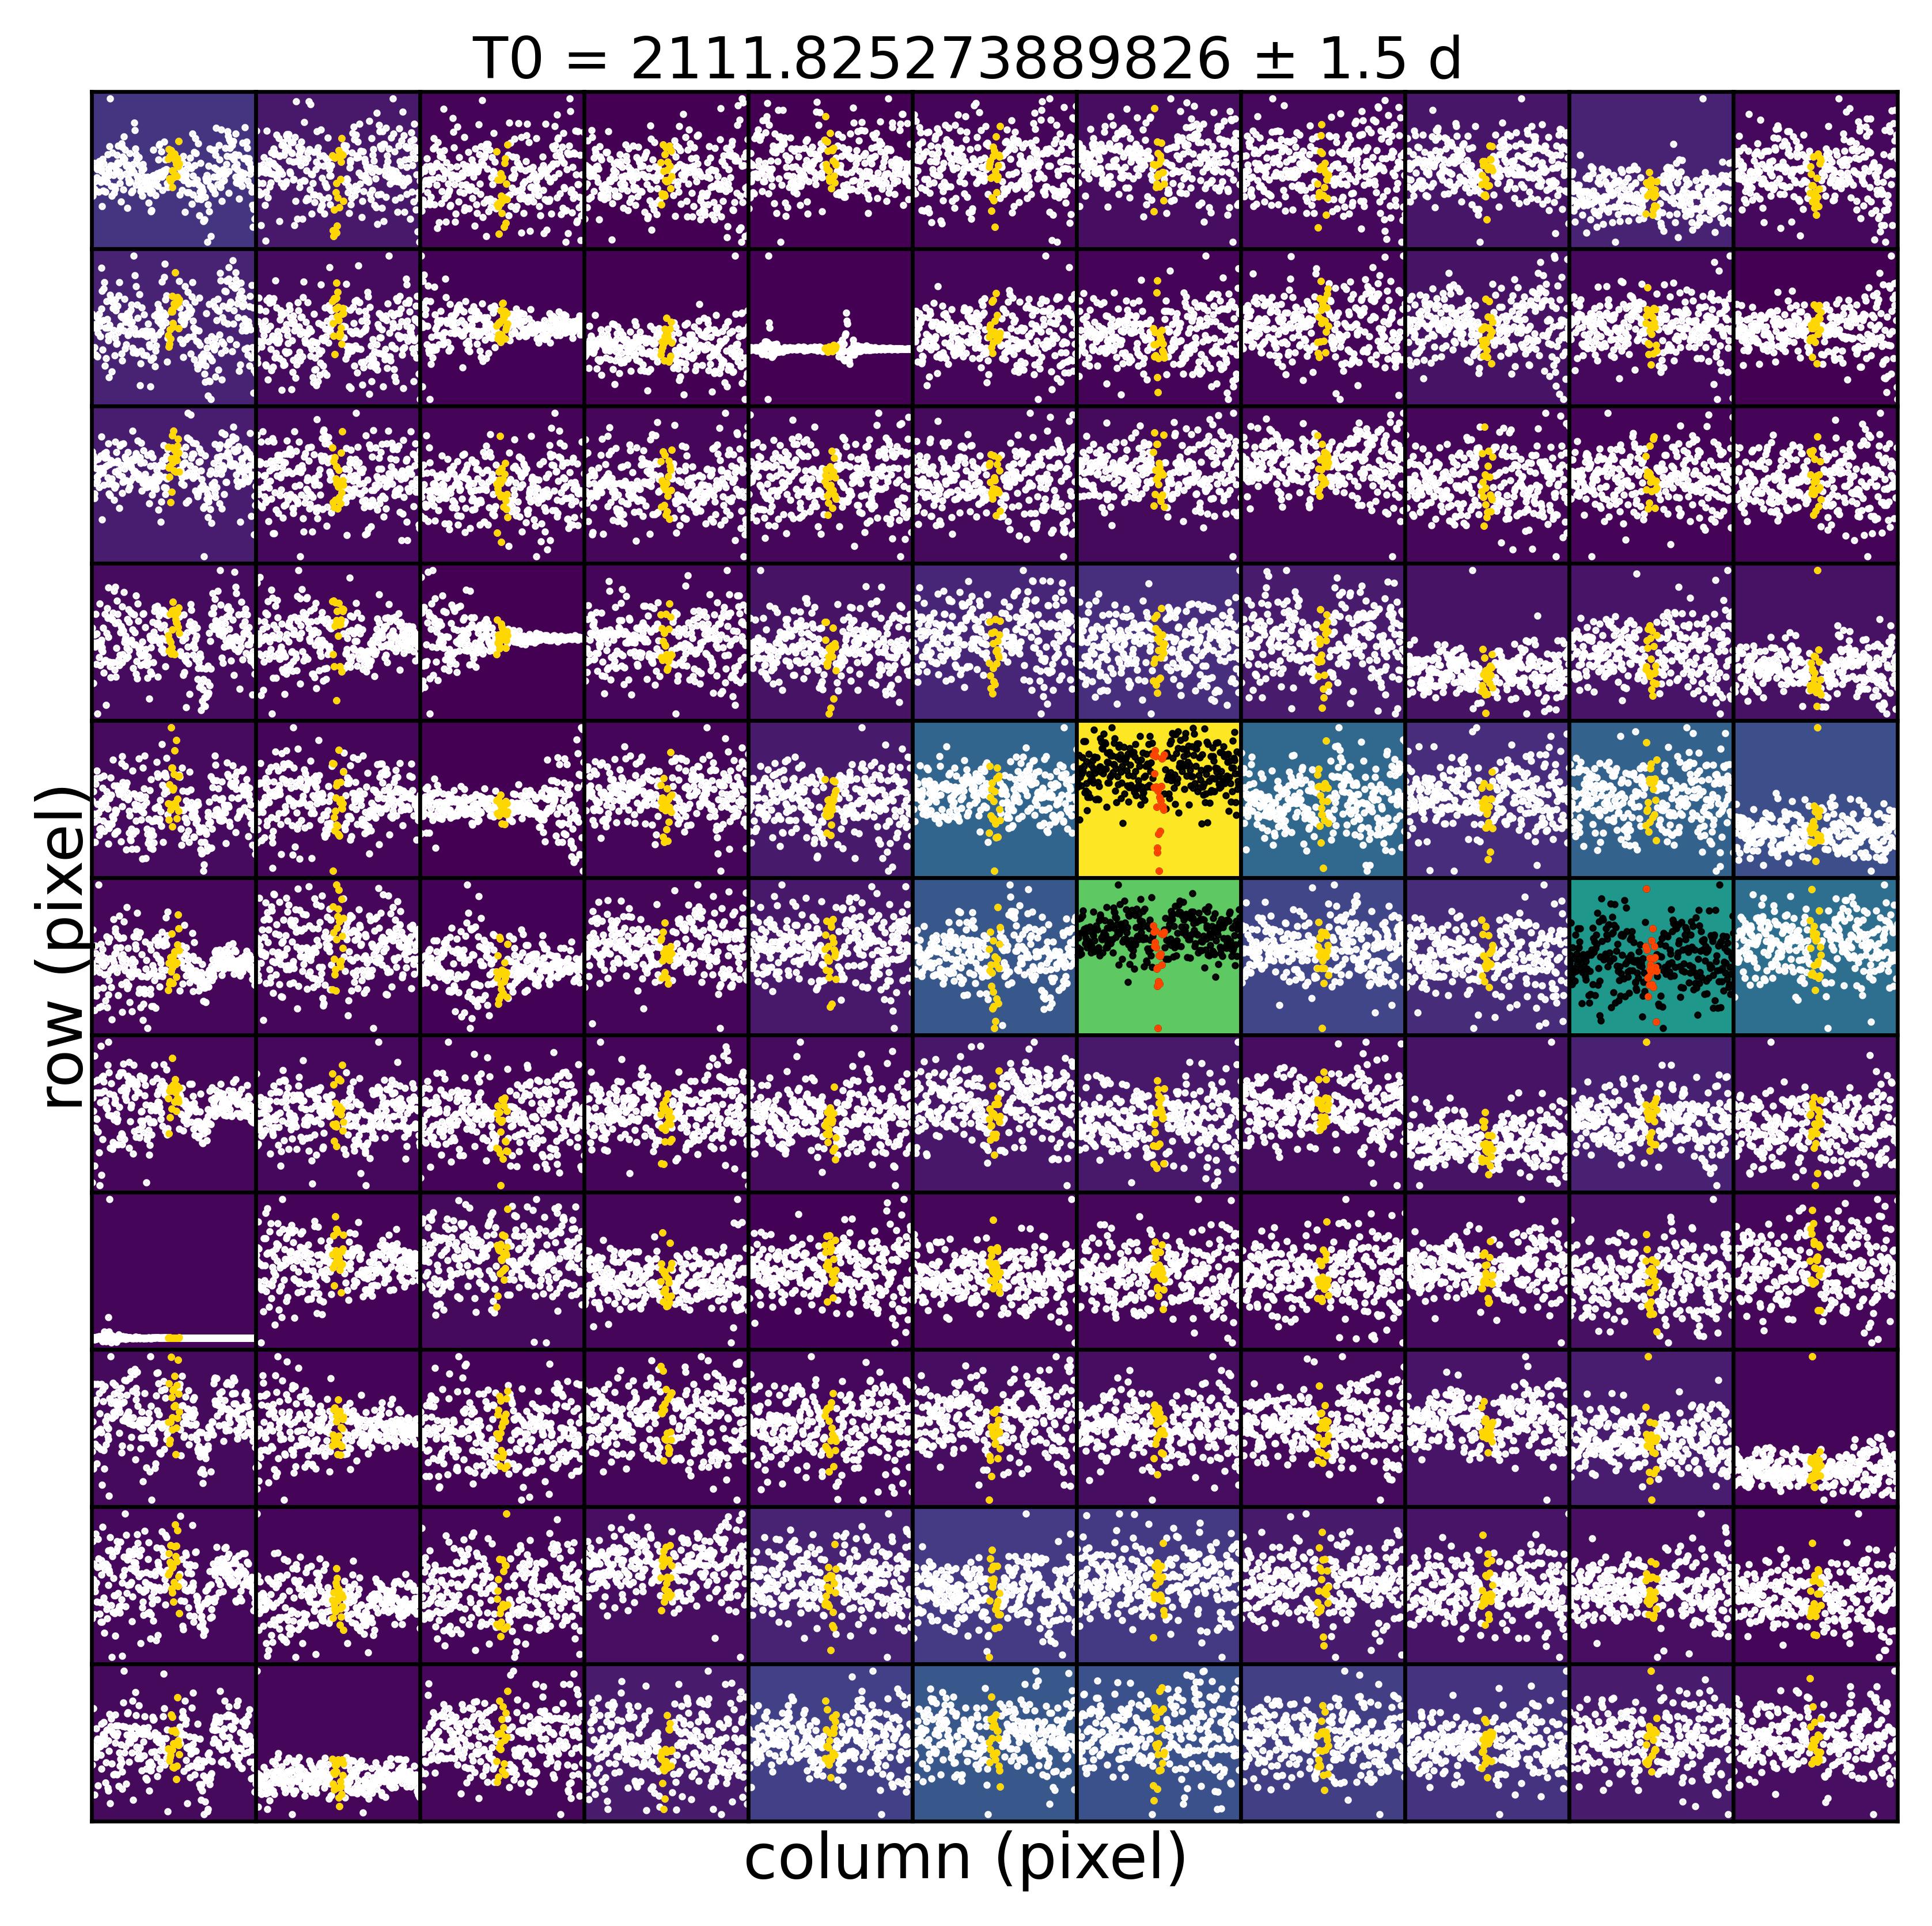 T0 = 2111.825273889826 ± 1.5 d
row (pixel)
column (pixel)